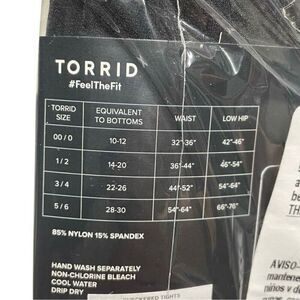 TORRID
#FeelTheFit
TORRID SIZE EQUIVALENT TO BOTTOMS WAIST LOW HIP
00/0 10-12 32"-36" 42"-46"
1/2 14-20 36"-44" 46"-54"
3/4 22-26 44"-52" 54"-64"
5/6 28-30 54"-64" 66"-76"
85% NYLON 15% SPANDEX
HAND WASH SEPARATELY
NON-CHLORINE BLEACH
COOL WATER
DRIP DRY
TIGHTS
AVISO-
mantene
niños y d